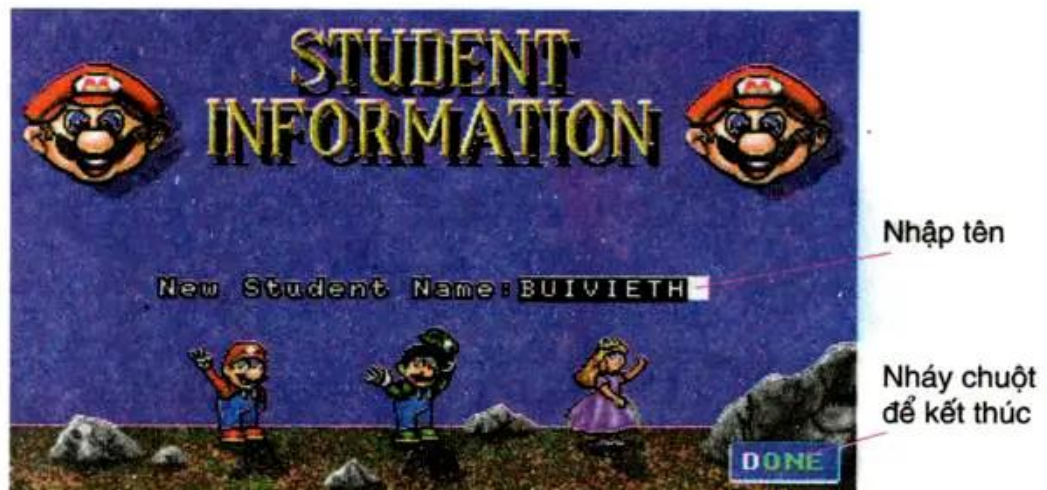 STUDENT
INFORMATION
Nhập tên
New Student Name:BUIVIETH
Nháy chuột
để kết thúc
DONE